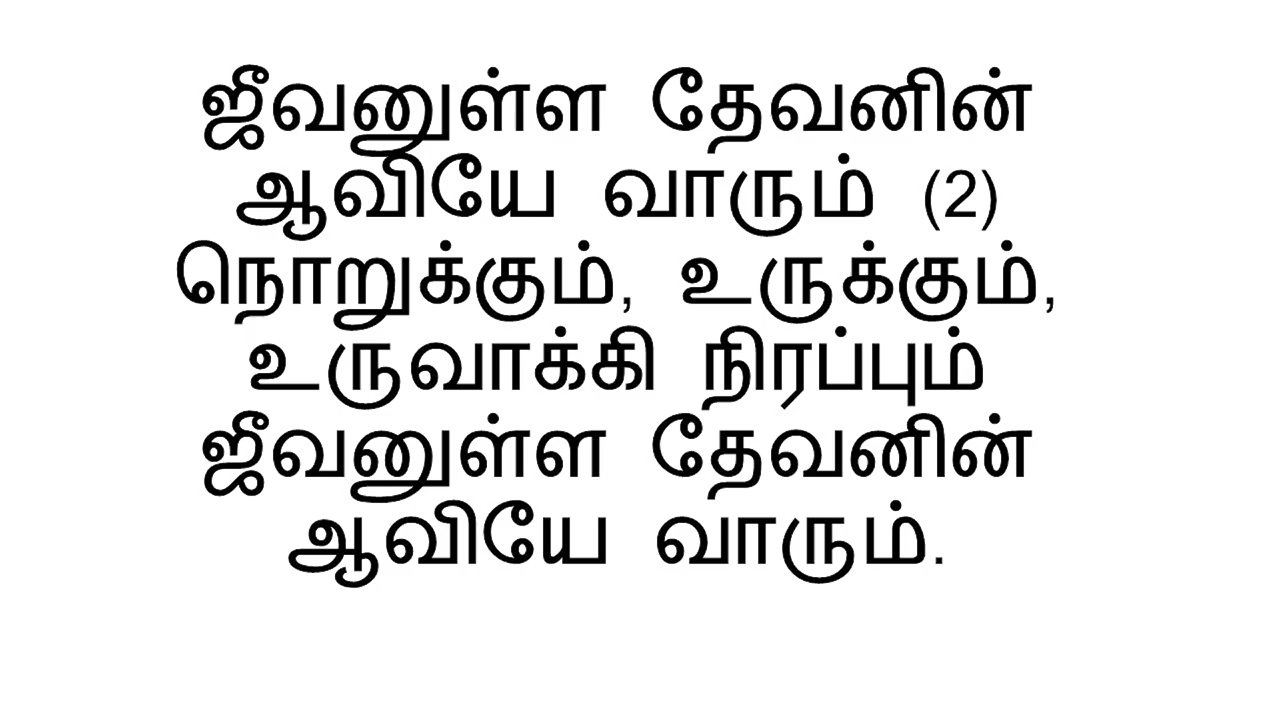 ஜீவனுள்ள தேவனின்
ஆவியே வாரும் (2)
நொறுக்கும், உருக்கும்,
உருவாக்கி நிரப்பும்
ஜீவனுள்ள தேவனின்
ஆவியே வாரும்.